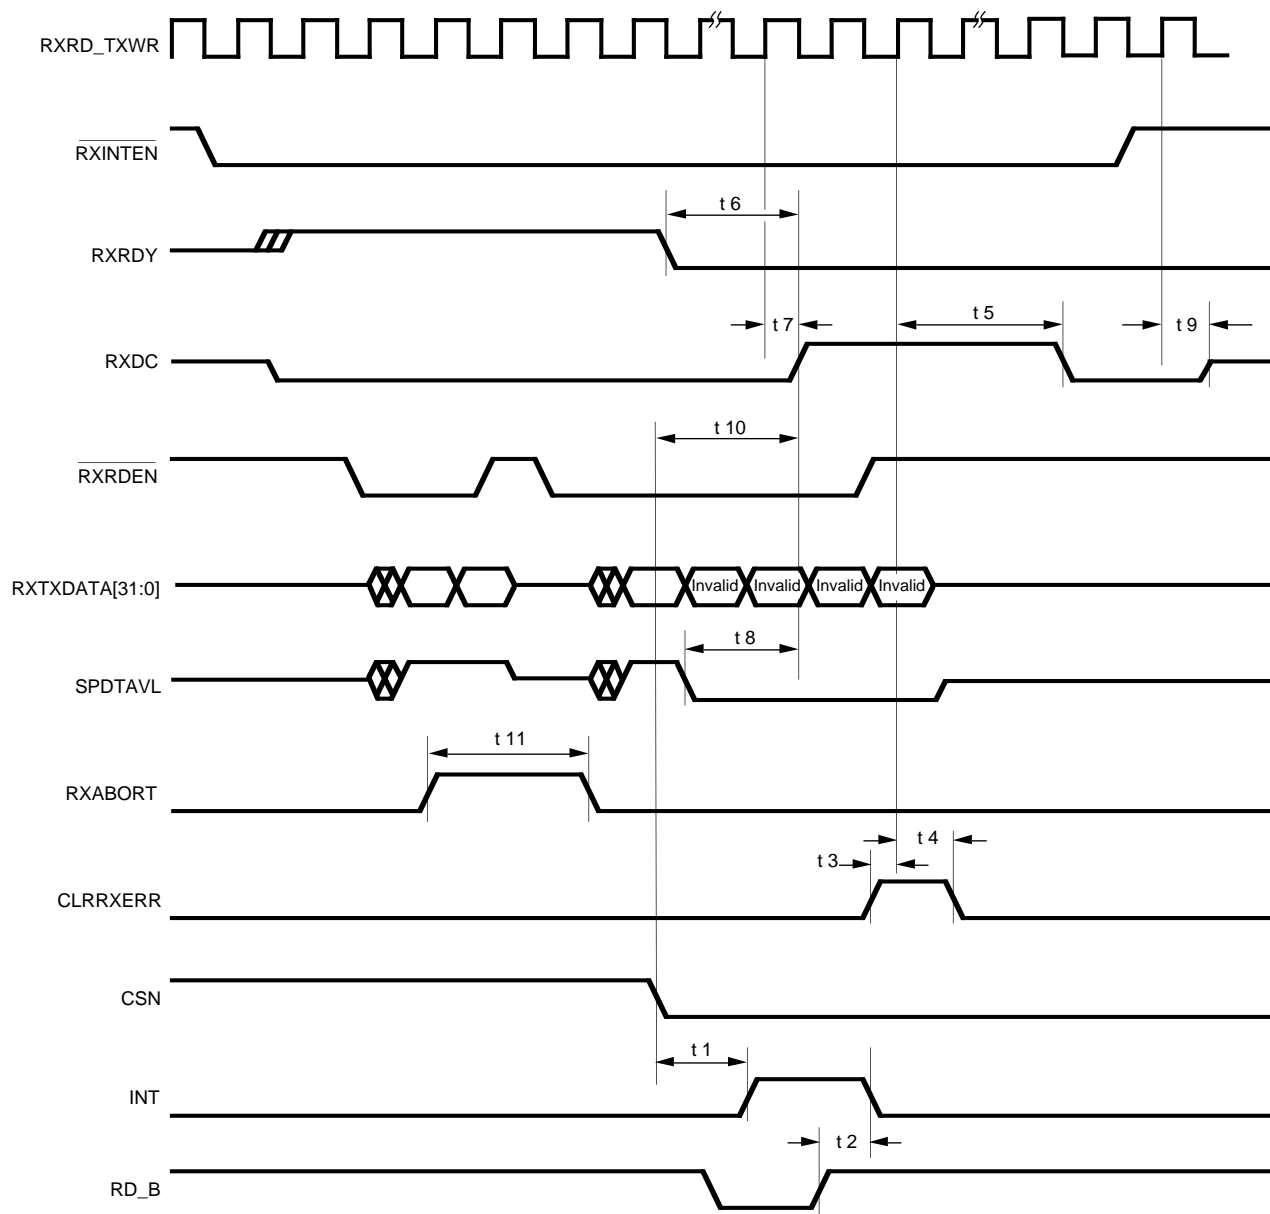 RXRD_TXWR
RXINTEN
t 6
RXRDY
t 7
t 5
t 9
RXDC
t 10
RXRDEN
RXTXDATA[31:0]
Invalid Invalid Invalid Invalid
t 8
SPDTAVL
t 11
RXABORT
t 4
t 3
CLRRXERR
CSN
t 1
INT
t 2
RD_B